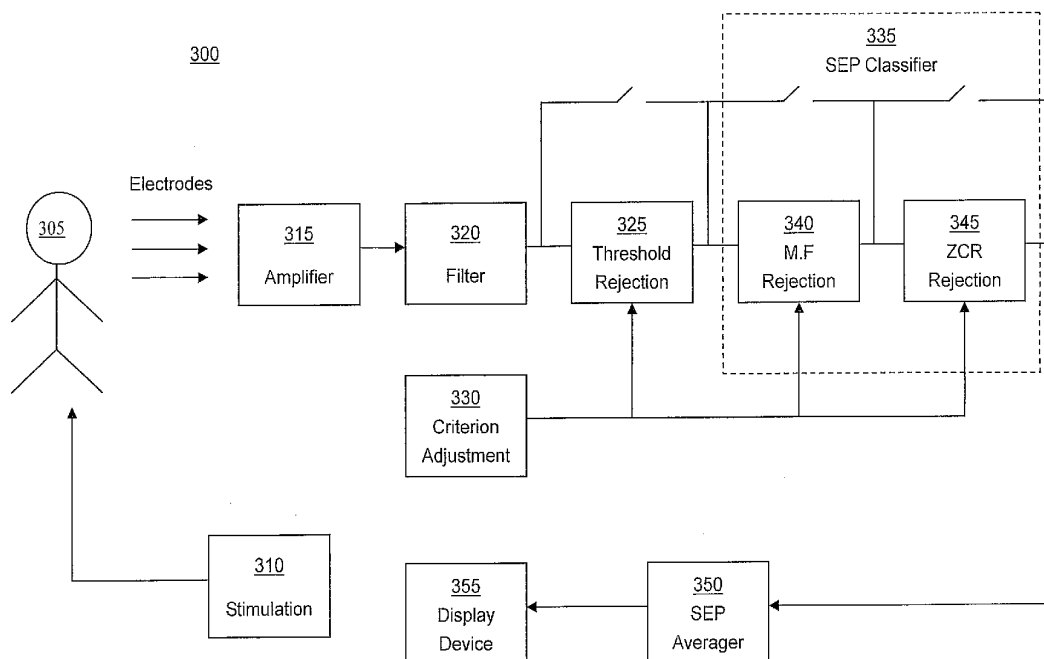 300
335
SEP Classifier
Electrodes
305
315
Amplifier
320
Filter
325
Threshold
Rejection
340
M.F
Rejection
345
ZCR
Rejection
330
Criterion
Adjustment
310
Stimulation
355
Display
Device
350
SEP
Averager